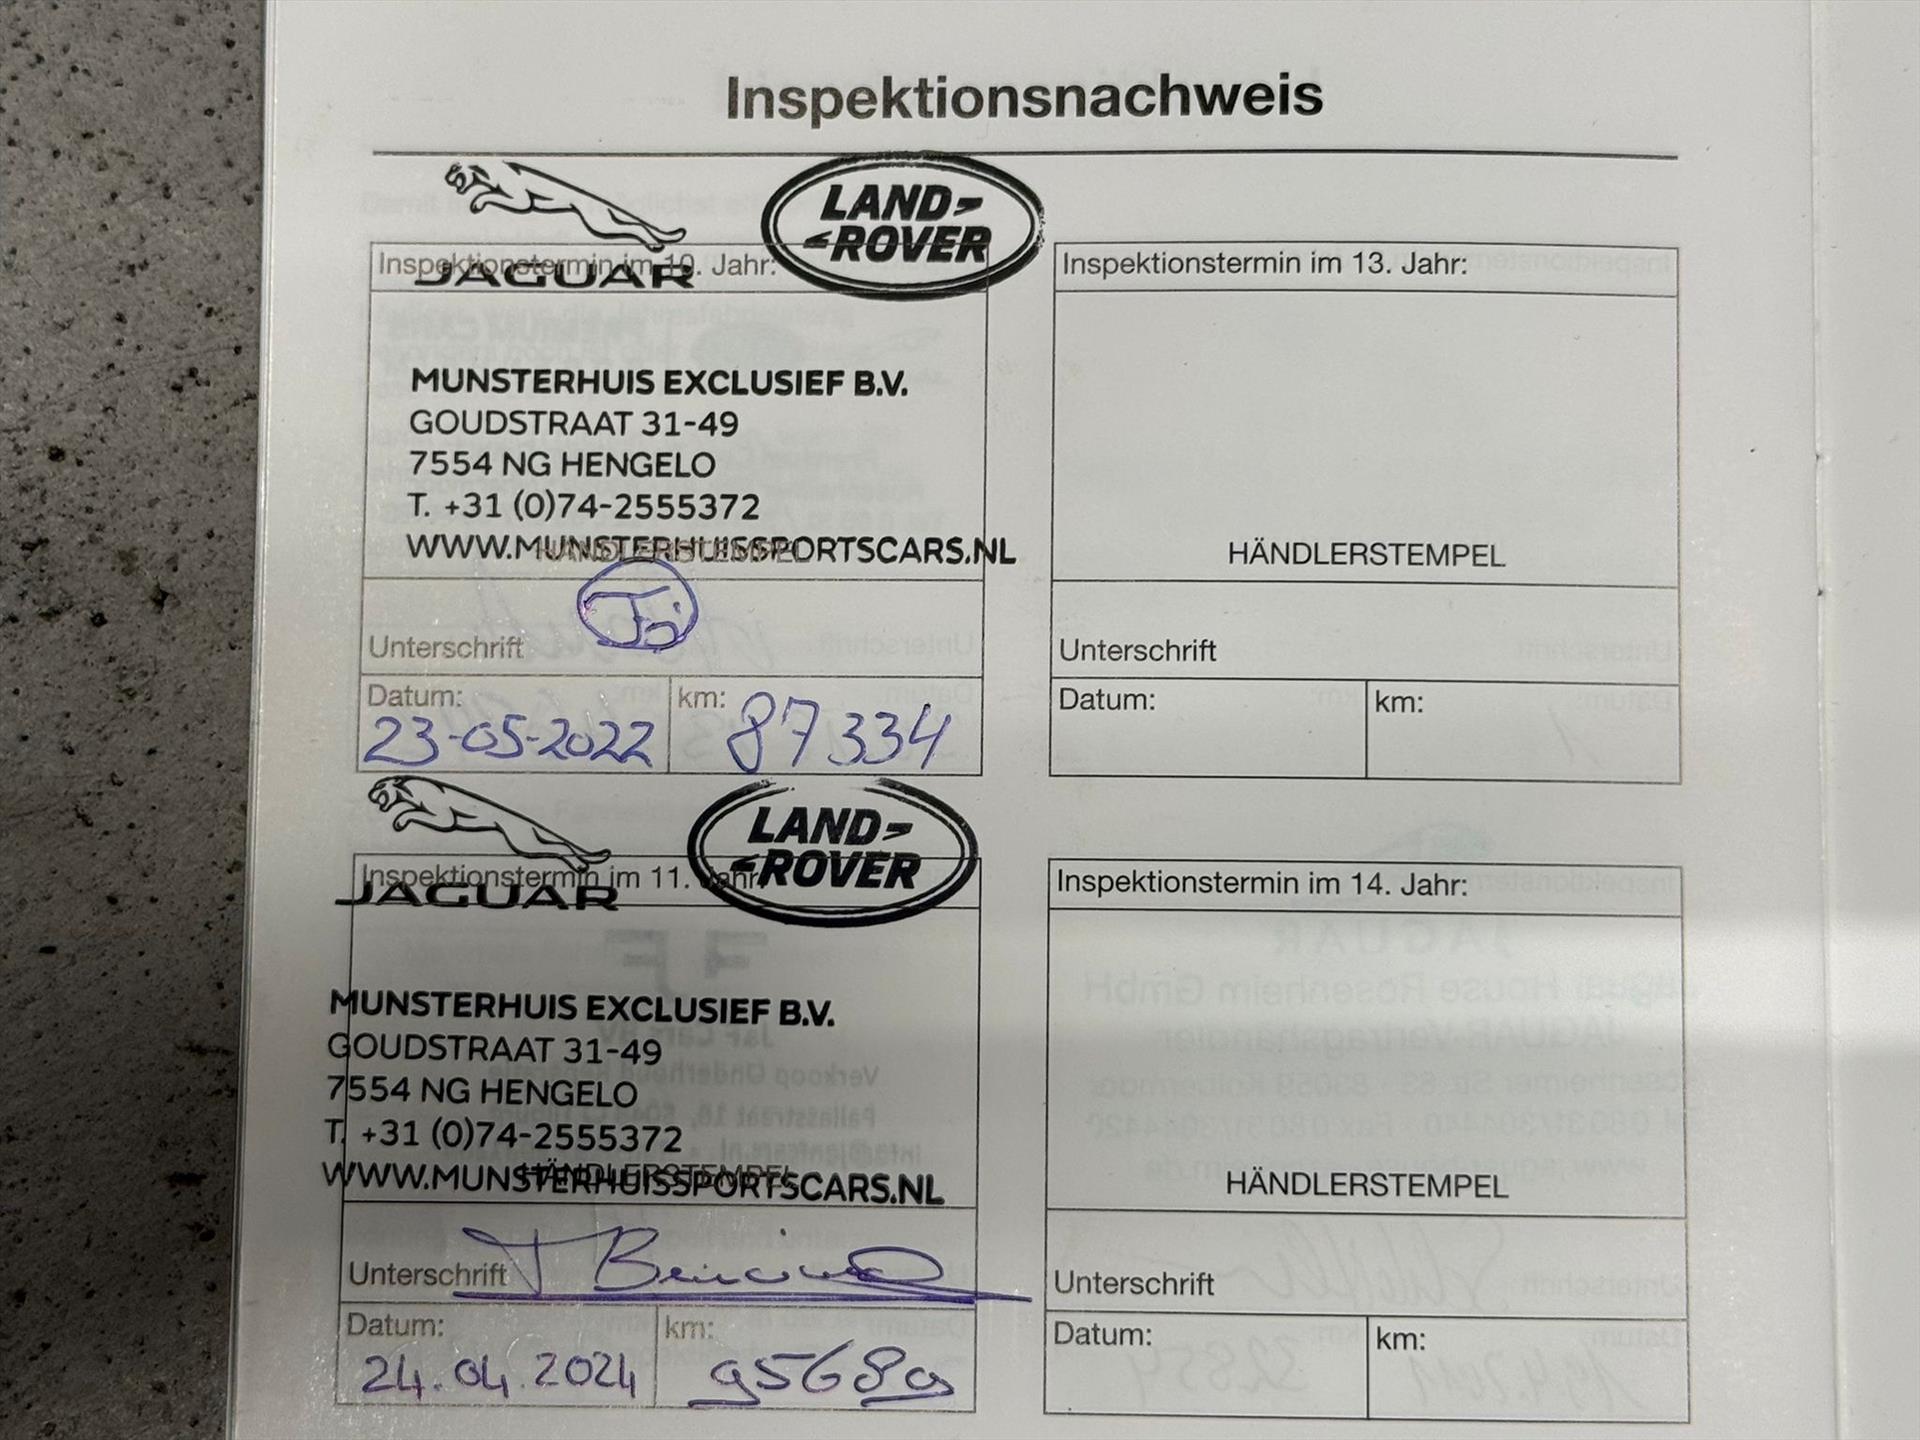 Inspektionsnachweis
JAGUAR
LAND
ROVER
Inspektionstermin im 10. Jahr:
MUNSTERHUIS EXCLUSIEF B.V.
GOUDSTRAAT 31-49
7554 NG HENGELO
T. +31 (0)74-2555372
WWW.MUNSTERHUISSPORTSCARS.NL
HÄNDLERSTEMPEL
Unterschrift
Datum: km:
23-05-2022 87334
Inspektionstermin im 13. Jahr:
HÄNDLERSTEMPEL
Unterschrift
Datum: km:
JAGUAR
LAND
ROVER
Inspektionstermin im 11. Jahr:
MUNSTERHUIS EXCLUSIEF B.V.
GOUDSTRAAT 31-49
7554 NG HENGELO
T. +31 (0)74-2555372
WWW.MUNSTERHUISSPORTSCARS.NL
HÄNDLERSTEMPEL
Unterschrift
Datum: km:
24.04.2024 95689
Inspektionstermin im 14. Jahr:
HÄNDLERSTEMPEL
Unterschrift
Datum: km: